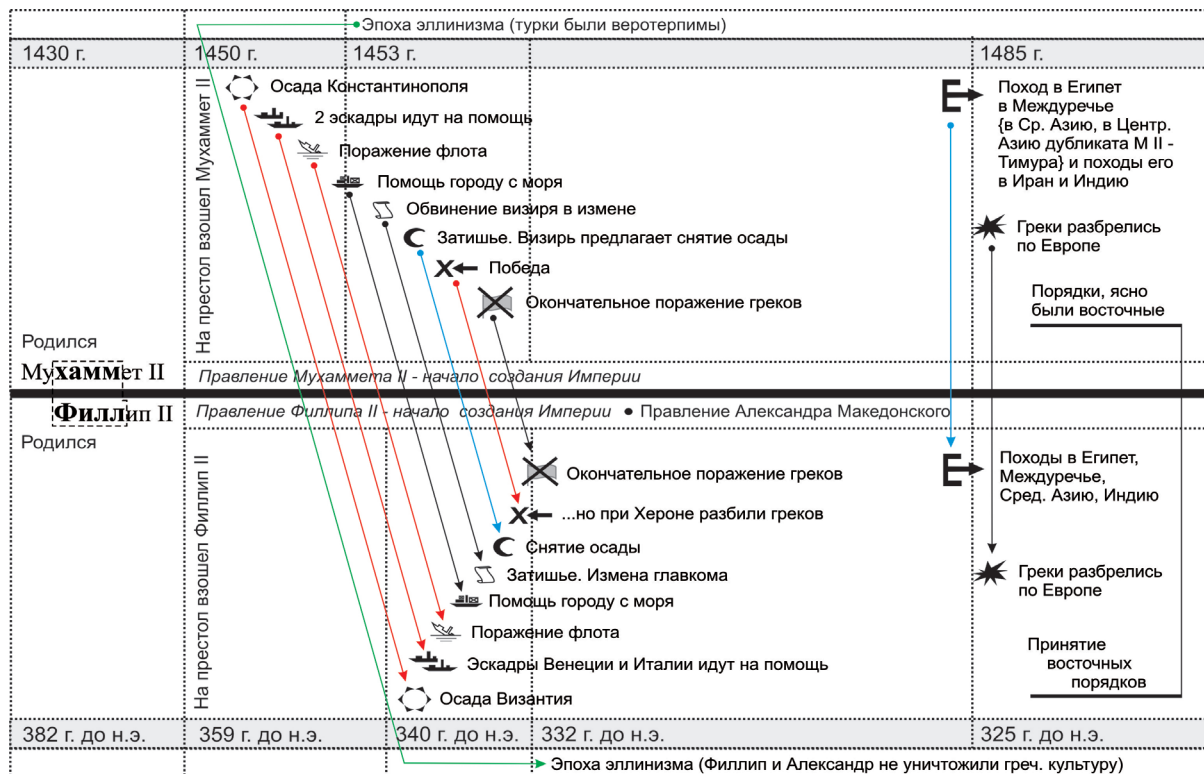 Эпоха эллинизма (турки были веротерпимы)
1430 г.
1450 г.
1453 г.
1485 г.
На престол взошел Мухаммет II
Осада Константинополя
2 эскадры идут на помощь
Поражение флота
Помощь городу с моря
Обвинение визиря в измене
Затишье. Визирь предлагает снятие осады
Победа
Окончательное поражение греков
Поход в Египет
в Междуречье
{в Ср. Азию, в Центр.
Азию дубликата М II -
Тимура} и походы его
в Иран и Индию
Греки разбрелись
по Европе
Порядки, ясно
были восточные
Родился
Мухаммет II
Правление Мухаммета II - начало создания Империи
Филлип II
Правление Филлипа II - начало создания Империи • Правление Александра Македонского
Родился
На престол взошел Филлип II
Окончательное поражение греков
...но при Хероне разбили греков
Снятие осады
Затишье. Измена главкома
Помощь городу с моря
Поражение флота
Эскадры Венеции и Италии идут на помощь
Осада Византия
Походы в Египет,
Междуречье,
Сред. Азию, Индию
Греки разбрелись
по Европе
Принятие
восточных
порядков
382 г. до н.э.
359 г. до н.э.
340 г. до н.э.
332 г. до н.э.
325 г. до н.э.
Эпоха эллинизма (Филлип и Александр не уничтожили греч. культуру)